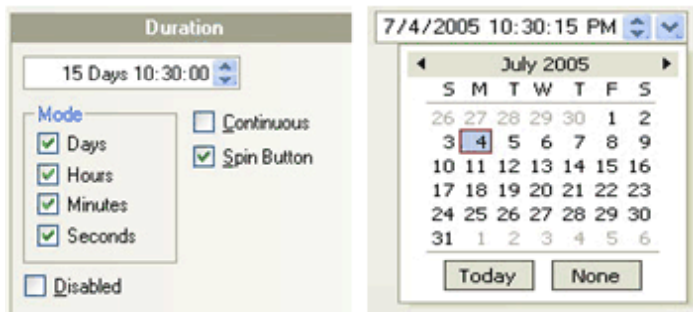 Duration
15 Days 10:30:00
Mode
Days
Hours
Minutes
Seconds
Continuous
Spin Button
Disabled
7/4/2005 10:30:15 PM
July 2005
S M T W T F S
26 27 28 29 30 1 2
3 4 5 6 7 8 9
10 11 12 13 14 15 16
17 18 19 20 21 22 23
24 25 26 27 28 29 30
31 1 2 3 4 5 6
Today None